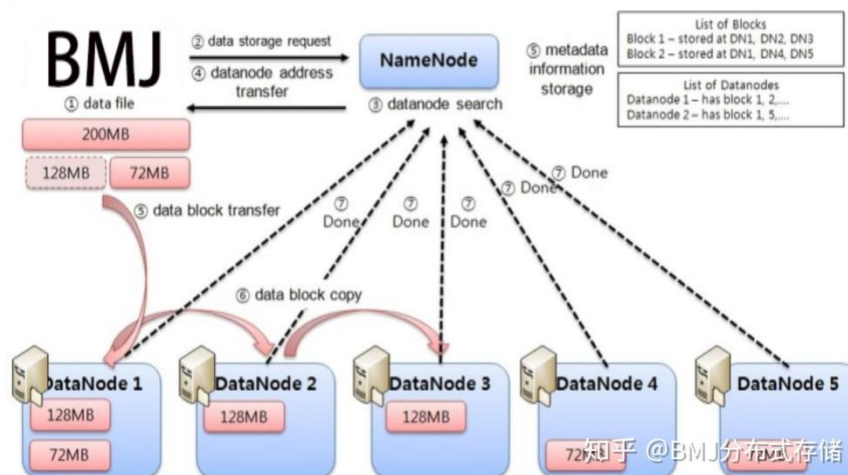 BMJ
② data storage request
④ datanode address
transfer
① data file
200MB
128MB
72MB
NameNode
③ datanode search
⑤ metadata
information
storage
List of Blocks
Block 1 – stored at DN1, DN2, DN3
Block 2 – stored at DN1, DN4, DN5
List of Datanodes
Datanode 1 – has block 1, 2,....
Datanode 2 – has block 1, 5,....
⑤ data block transfer
⑦
Done
⑦
Done
⑦
Done
⑦ Done
⑦ Done
⑥ data block copy
DataNode 1
128MB
72MB
DataNode 2
128MB
DataNode 3
128MB
DataNode 4
DataNode 5
知乎 @BMJ分布式存储